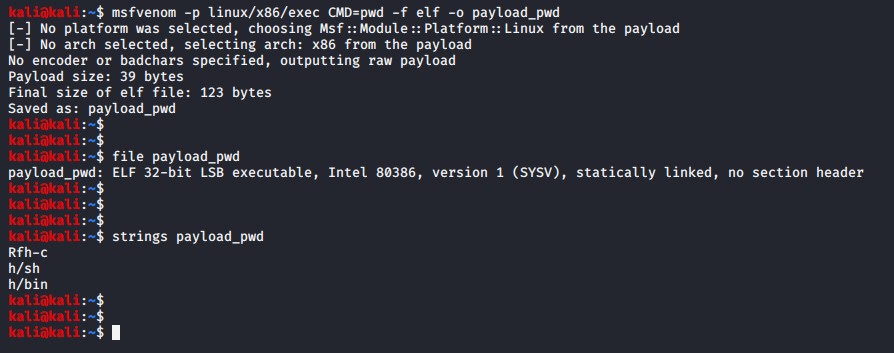 kali@kali:~$ msfvenom -p linux/x86/exec CMD=pwd -f elf -o payload_pwd
[-] No platform was selected, choosing Msf::Module::Platform::Linux from the payload
[-] No arch selected, selecting arch: x86 from the payload
No encoder or badchars specified, outputting raw payload
Payload size: 39 bytes
Final size of elf file: 123 bytes
Saved as: payload_pwd
kali@kali:~$
kali@kali:~$
kali@kali:~$ file payload_pwd
payload_pwd: ELF 32-bit LSB executable, Intel 80386, version 1 (SYSV), statically linked, no section header
kali@kali:~$
kali@kali:~$
kali@kali:~$
kali@kali:~$ strings payload_pwd
Rfh-c
h/sh
h/bin
kali@kali:~$
kali@kali:~$
kali@kali:~$